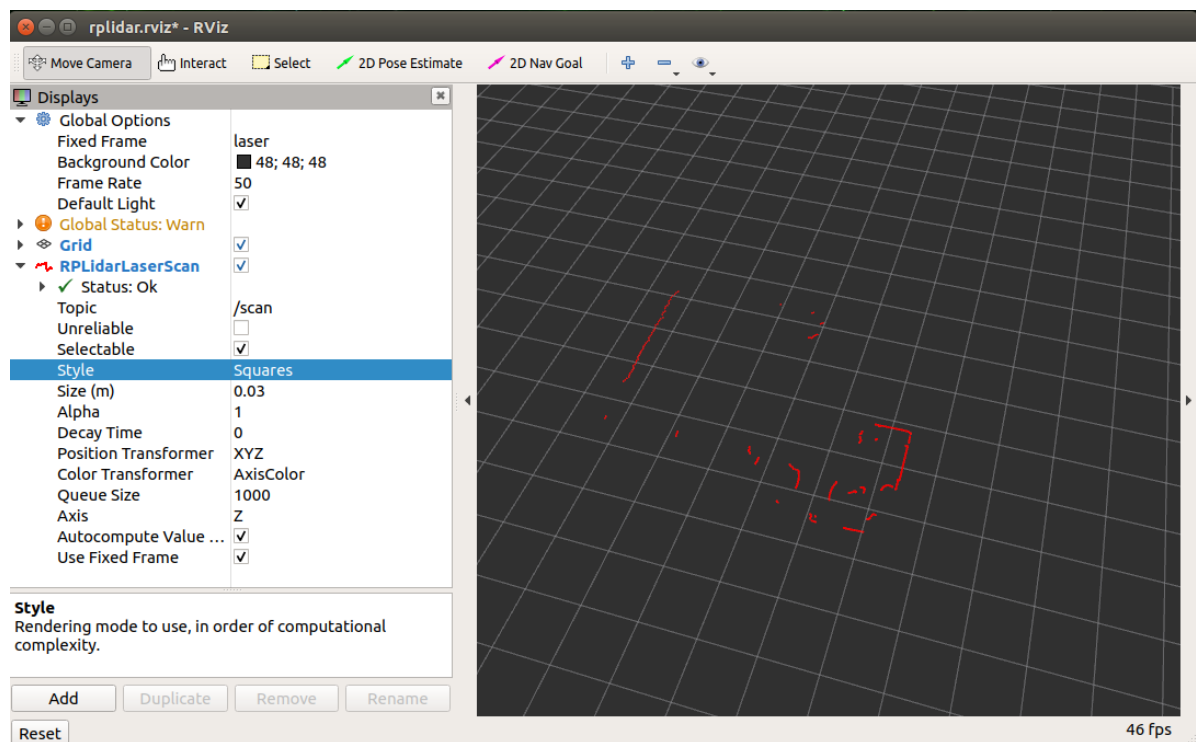 rplidar.rviz* - RViz
Move Camera Interact Select 2D Pose Estimate 2D Nav Goal
Displays
Global Options
Fixed Frame laser
Background Color 48; 48; 48
Frame Rate 50
Default Light
Global Status: Warn
Grid
RPLidarLaserScan
Status: Ok
Topic /scan
Unreliable
Selectable
Style Squares
Size (m) 0.03
Alpha 1
Decay Time 0
Position Transformer XYZ
Color Transformer AxisColor
Queue Size 1000
Axis Z
Autocompute Value ...
Use Fixed Frame
Style
Rendering mode to use, in order of computational
complexity.
Add Duplicate Remove Rename
Reset 46 fps